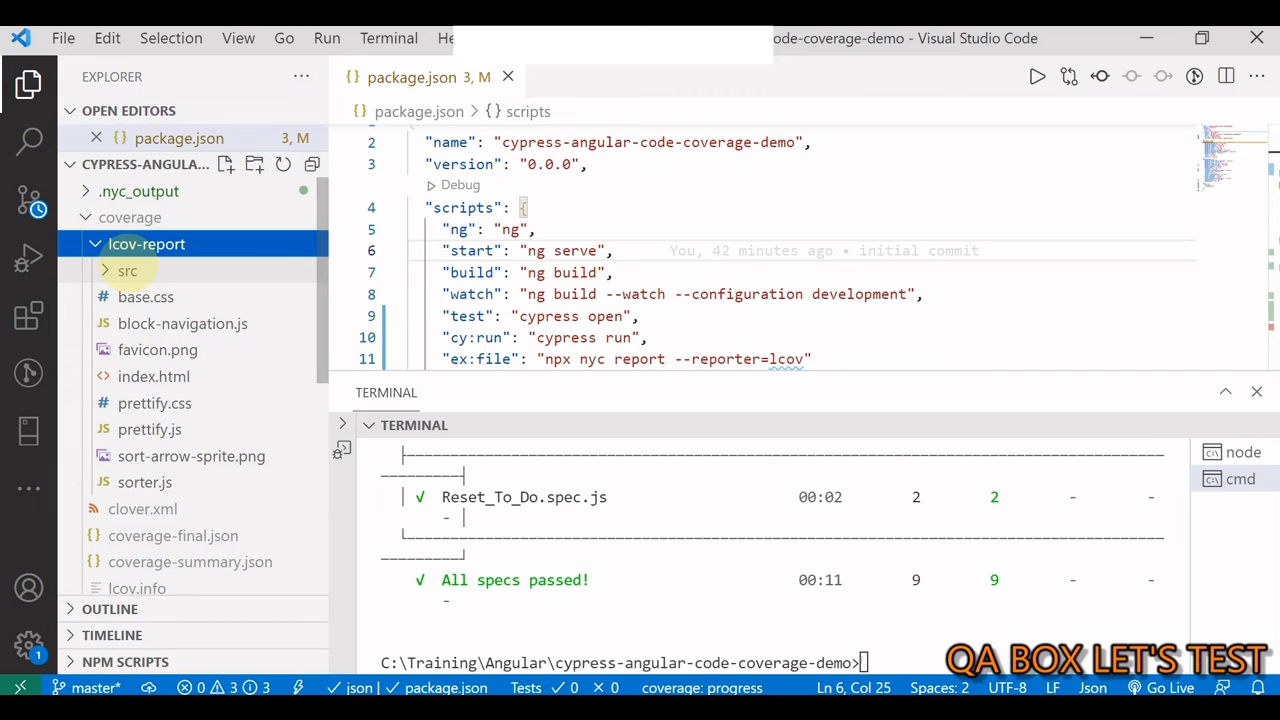 File Edit Selection View Go Run Terminal He ode-coverage-demo - Visual Studio Code
EXPLORER
OPEN EDITORS
package.json 3, M
CYPRESS-ANGULA...
.nyc_output
coverage
lcov-report
src
base.css
JS block-navigation.js
favicon.png
index.html
prettify.css
JS prettify.js
sort-arrow-sprite.png
JS sorter.js
clover.xml
coverage-final.json
coverage-summary.json
lcov.info
OUTLINE
TIMELINE
NPM SCRIPTS
{} package.json 3, M
{} package.json > {} scripts
1 {
2 "name": "cypress-angular-code-coverage-demo",
3 "version": "0.0.0",
Debug
4 "scripts": {
5 "ng": "ng",
6 "start": "ng serve", You, 42 minutes ago • initial commit
7 "build": "ng build",
8 "watch": "ng build --watch --configuration development",
9 "test": "cypress open",
10 "cy:run": "cypress run",
11 "ex:file": "npx nyc report --reporter=lcov"
TERMINAL
TERMINAL
√ Reset_To_Do.spec.js 00:02 2 2 - -
-
√ All specs passed! 00:11 9 9 - -
-
C:\Training\Angular\cypress-angular-code-coverage-demo>
node
cmd
QA BOX LET'S TEST
1
master* 0 3 3 json | package.json Tests 0 0 coverage: progress Ln 6, Col 25 Spaces: 2 UTF-8 LF Json Go Live